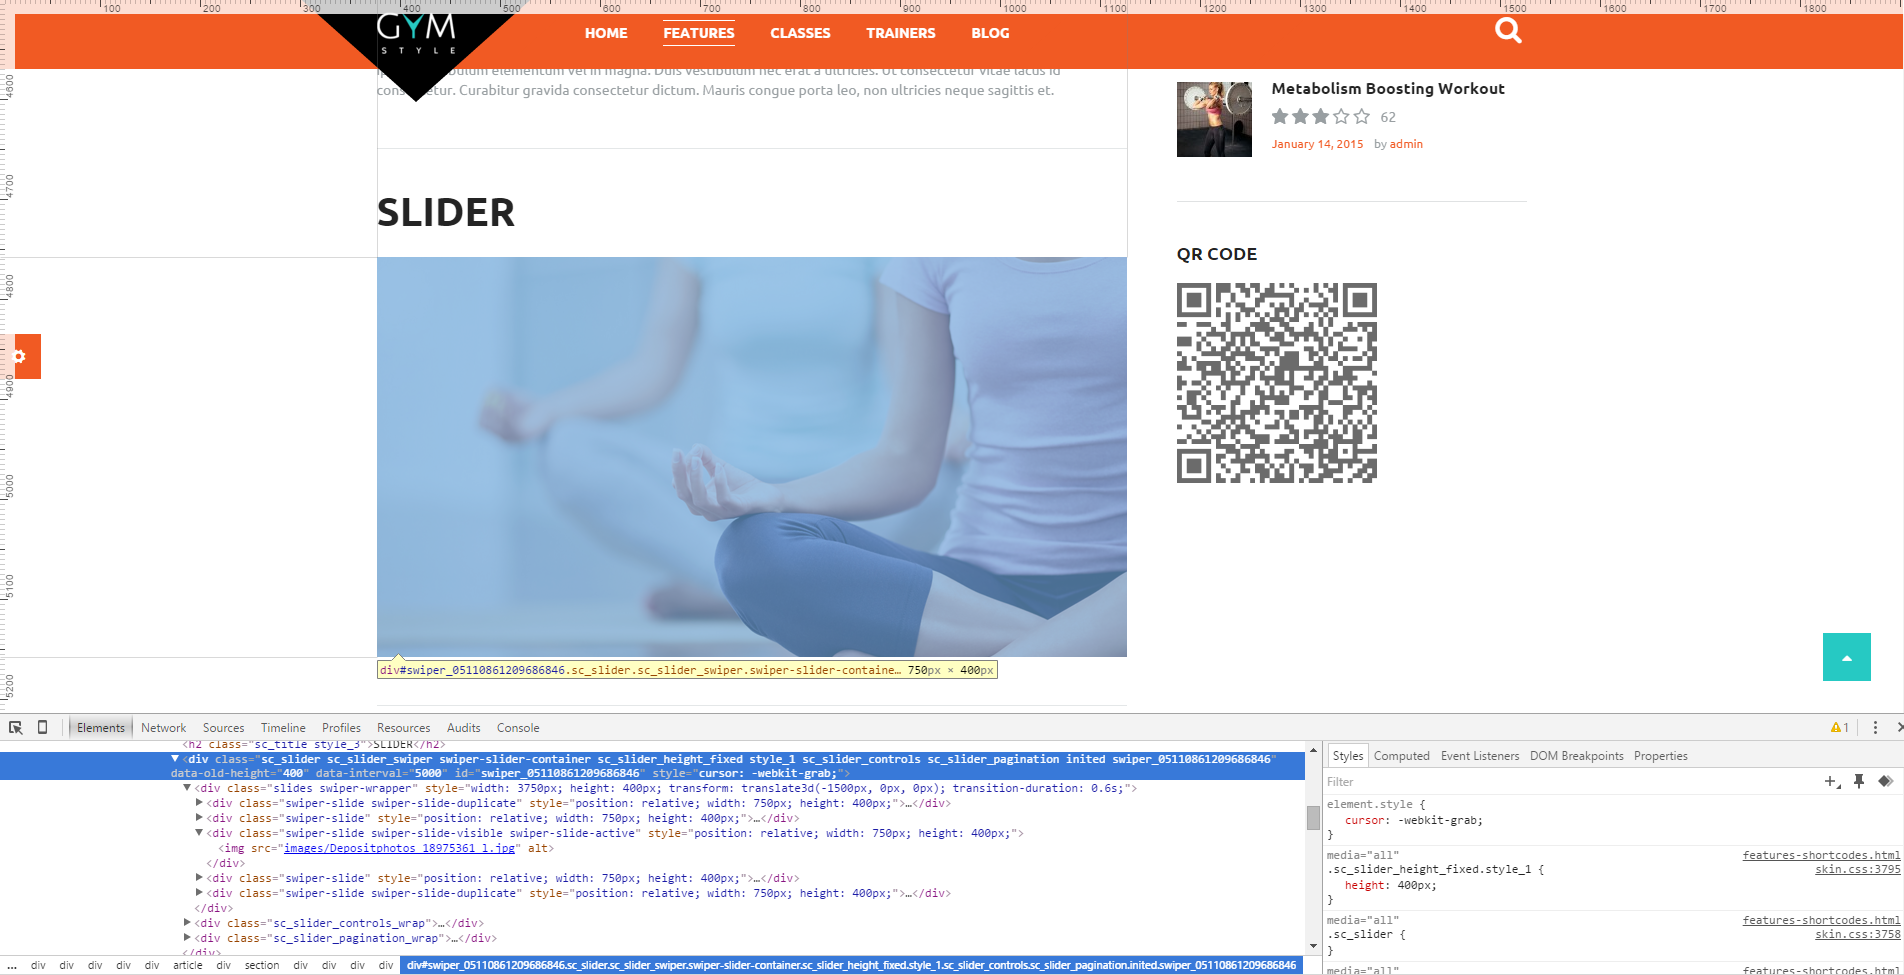 100 200 300 400 500 600 700 800 900 1000 1100 1200 1300 1400 1500 1600 1700 1800
GYM
STYLE
HOME FEATURES CLASSES TRAINERS BLOG
elementum vel in magna. Duis vestibulum nec erat a ultricies. Ut consectetur vitae lacus id
etur. Curabitur gravida consectetur dictum. Mauris congue porta leo, non ultricies neque sagittis et.
Metabolism Boosting Workout
62
January 14, 2015 by admin
SLIDER
QR CODE
4600
4700
4800
4900
5000
5100
5200
div#swiper_05110861209686846.sc_slider.sc_slider_swiper.swiper-slider-containe… 750px × 400px
Elements Network Sources Timeline Profiles Resources Audits Console 1
<h2 class="sc_title style_3">SLIDER</h2>
<div class="sc_slider sc_slider_swiper swiper-slider-container sc_slider_height_fixed style_1 sc_slider_controls sc_slider_pagination inited swiper_05110861209686846"
data-old-height="400" data-interval="5000" id="swiper_05110861209686846" style="cursor: -webkit-grab;">
<div class="slides swiper-wrapper" style="width: 3750px; height: 400px; transform: translate3d(-1500px, 0px, 0px); transition-duration: 0.6s;">
<div class="swiper-slide swiper-slide-duplicate" style="position: relative; width: 750px; height: 400px;">…</div>
<div class="swiper-slide" style="position: relative; width: 750px; height: 400px;">…</div>
<div class="swiper-slide swiper-slide-visible swiper-slide-active" style="position: relative; width: 750px; height: 400px;">
<img src="images/Depositphotos_18975361_l.jpg" alt>
</div>
<div class="swiper-slide" style="position: relative; width: 750px; height: 400px;">…</div>
<div class="swiper-slide swiper-slide-duplicate" style="position: relative; width: 750px; height: 400px;">…</div>
</div>
<div class="sc_slider_controls_wrap">…</div>
<div class="sc_slider_pagination_wrap">…</div>
</div>
... div div div div div article div section div div div div div#swiper_05110861209686846.sc_slider.sc_slider_swiper.swiper-slider-container.sc_slider_height_fixed.style_1.sc_slider_controls.sc_slider_pagination.inited.swiper_05110861209686846
Styles Computed Event Listeners DOM Breakpoints Properties
Filter
element.style {
cursor: -webkit-grab;
}
media="all" features-shortcodes.html
.sc_slider_height_fixed.style_1 { skin.css:3795
height: 400px;
}
media="all" features-shortcodes.html
.sc_slider { skin.css:3758
}
media="all" features-shortcodes.html